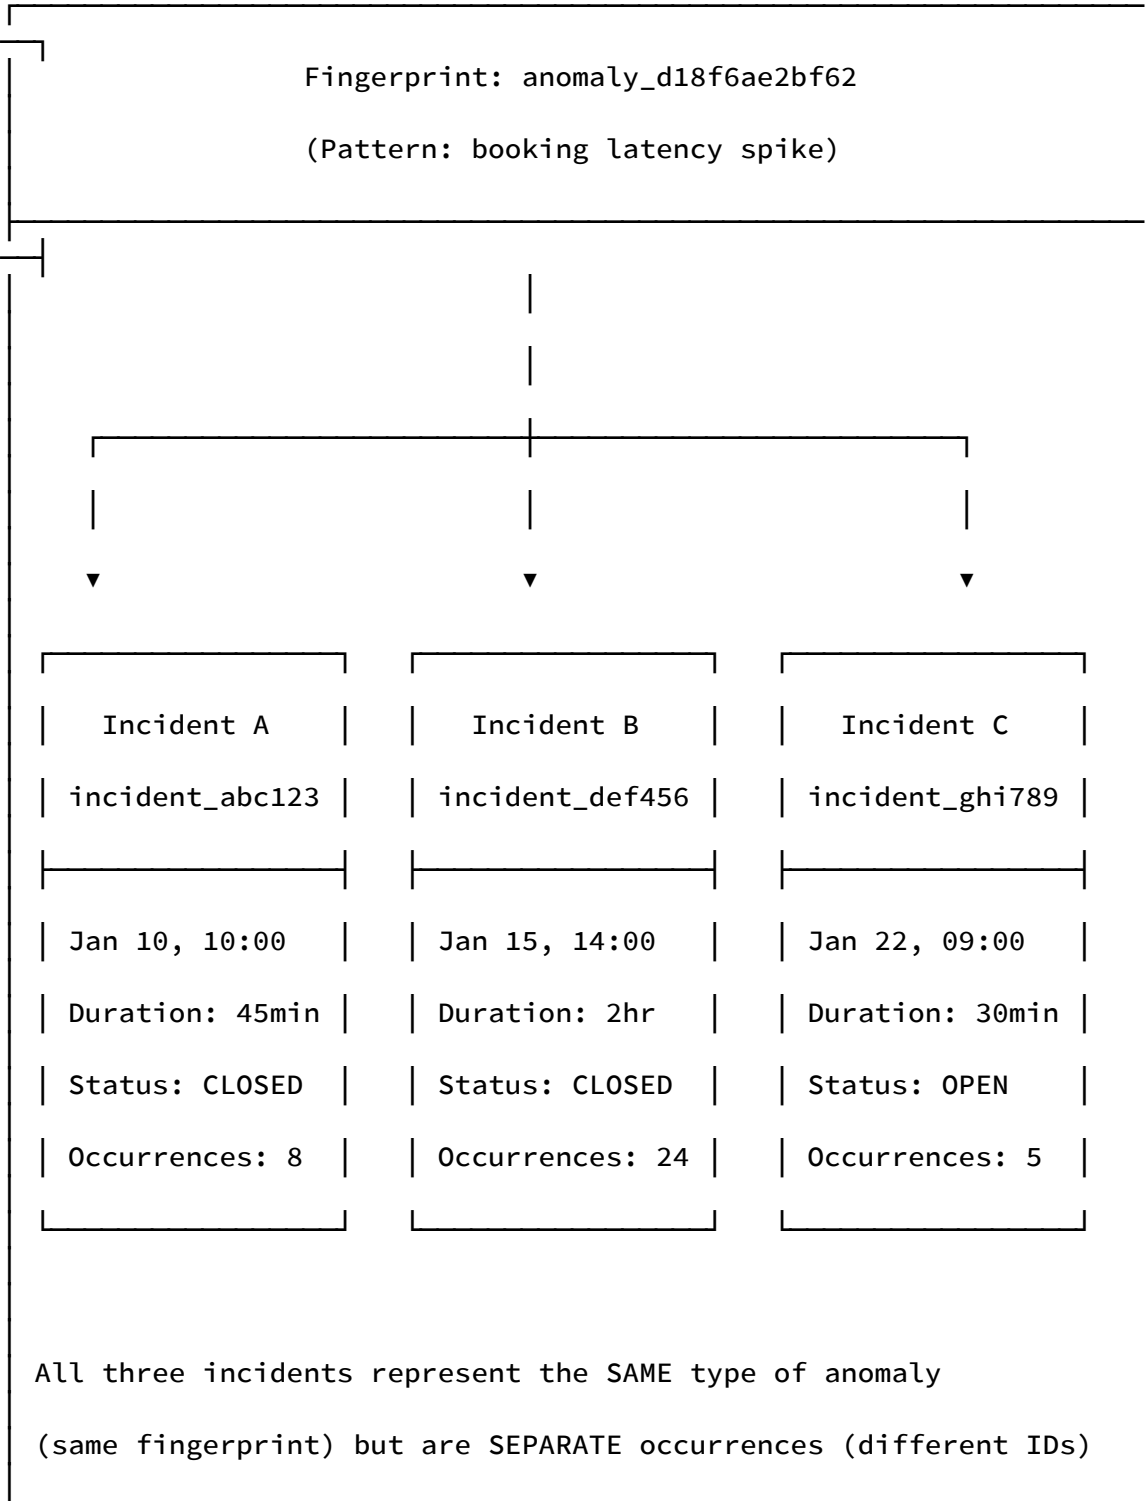 Fingerprint: anomaly_d18f6ae2bf62
(Pattern: booking latency spike)
Incident A Incident B Incident C
incident_abc123 incident_def456 incident_ghi789
Jan 10, 10:00 Jan 15, 14:00 Jan 22, 09:00
Duration: 45min Duration: 2hr Duration: 30min
Status: CLOSED Status: CLOSED Status: OPEN
Occurrences: 8 Occurrences: 24 Occurrences: 5
All three incidents represent the SAME type of anomaly
(same fingerprint) but are SEPARATE occurrences (different IDs)